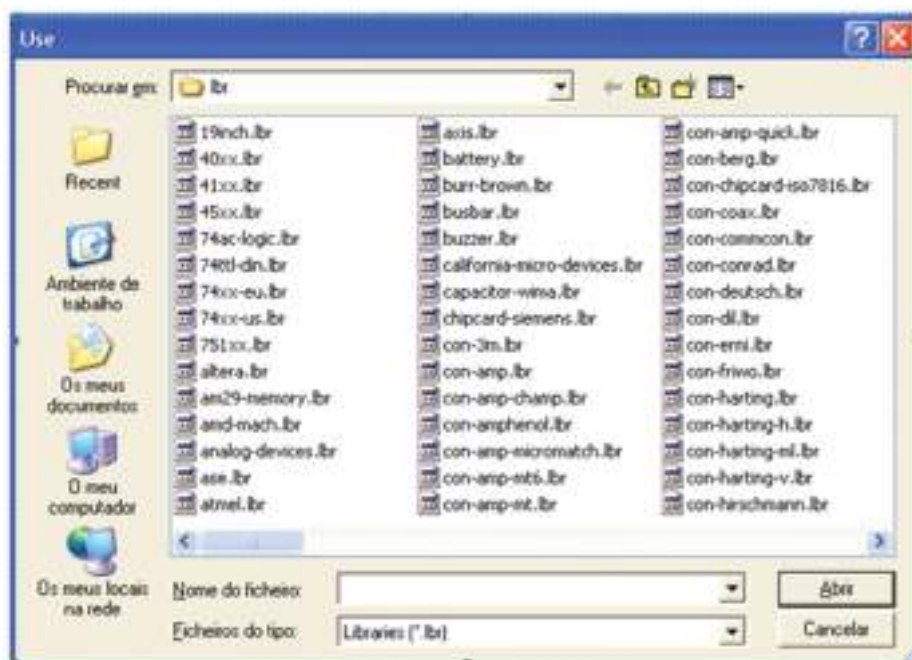 Use
Procurar em:
lbr
Recent
Ambiente de
trabalho
Os meus
documentos
O meu
computador
Os meus locais
na rede
19inch.lbr
40xx.lbr
41xx.lbr
45xx.lbr
74ac-logic.lbr
74ttl-din.lbr
74xx-eu.lbr
74xx-us.lbr
751xx.lbr
altera.lbr
am29-memory.lbr
amd-mach.lbr
analog-devices.lbr
ase.lbr
atmel.lbr
axis.lbr
battery.lbr
burr-brown.lbr
busbar.lbr
buzzer.lbr
california-micro-devices.lbr
capacitor-wima.lbr
chipcard-siemens.lbr
con-3m.lbr
con-amp.lbr
con-amp-champ.lbr
con-amphenol.lbr
con-amp-micromatch.lbr
con-amp-mt6.lbr
con-amp-mt.lbr
con-amp-quick.lbr
con-berg.lbr
con-chipcard-iso7816.lbr
con-coax.lbr
con-commcon.lbr
con-conrad.lbr
con-deutsch.lbr
con-dil.lbr
con-erni.lbr
con-friwo.lbr
con-harting.lbr
con-harting-h.lbr
con-harting-ml.lbr
con-harting-v.lbr
con-hirschmann.lbr
Nome do ficheiro:
Abrir
Ficheiros do tipo:
Libraries (*.lbr)
Cancelar